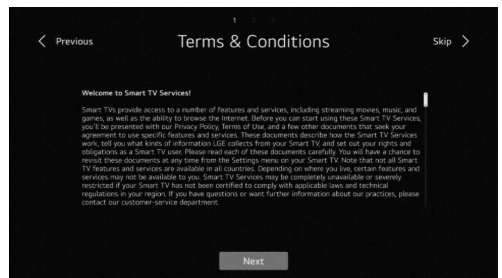 1 2 3
Previous
Terms & Conditions
Skip
Welcome to Smart TV Services!
Smart TVs provide access to a number of features and services, including streaming movies, music, and
games, as well as the ability to browse the Internet. Before you can start using these Smart TV Services,
you'll be presented with our Privacy Policy, Terms of Use, and a few other documents that seek your
agreement to use specific features and services. These documents describe how the Smart TV Services
work, tell you what kinds of information LGE collects from your Smart TV, and set out your rights and
obligations as a Smart TV user. Please read each of these documents carefully. You will have a chance to
revisit these documents at any time from the Settings menu on your Smart TV. Note that not all Smart
TV features and services are available in all countries. Depending on where you live, certain features and
services may not be available to you. Smart TV Services may be completely unavailable or severely
restricted if your Smart TV has not been certified to comply with applicable laws and technical
regulations in your region. If you have questions or want further information about our practices, please
contact our customer-service department.
Next